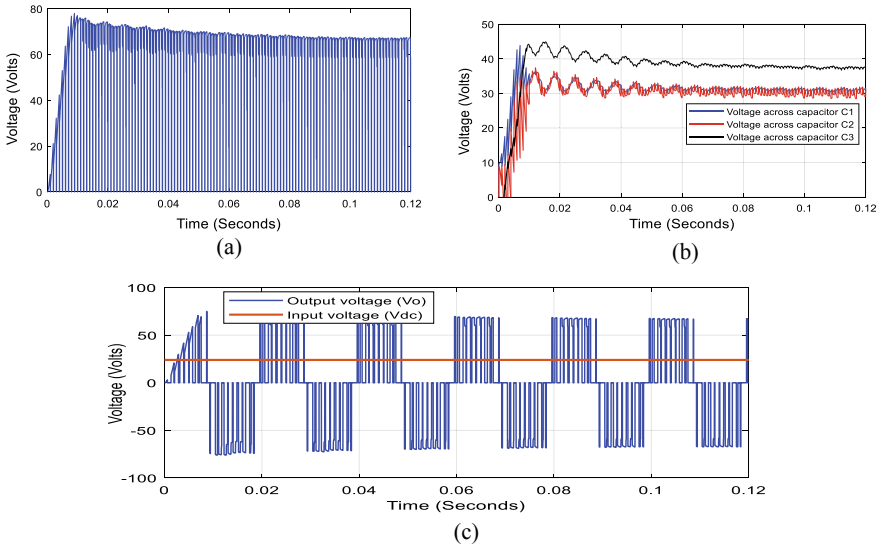 80
60
40
20
0
Voltage (Volts)
0 0.02 0.04 0.06 0.08 0.1 0.12
Time (Seconds)
(a)
50
40
30
20
10
0
Voltage (Volts)
Voltage across capacitor C1
Voltage across capacitor C2
Voltage across capacitor C3
0 0.02 0.04 0.06 0.08 0.1 0.12
Time (Seconds)
(b)
100
50
0
-50
-100
Voltage (Volts)
Output voltage (Vo)
Input voltage (Vdc)
0 0.02 0.04 0.06 0.08 0.1 0.12
Time (Seconds)
(c)